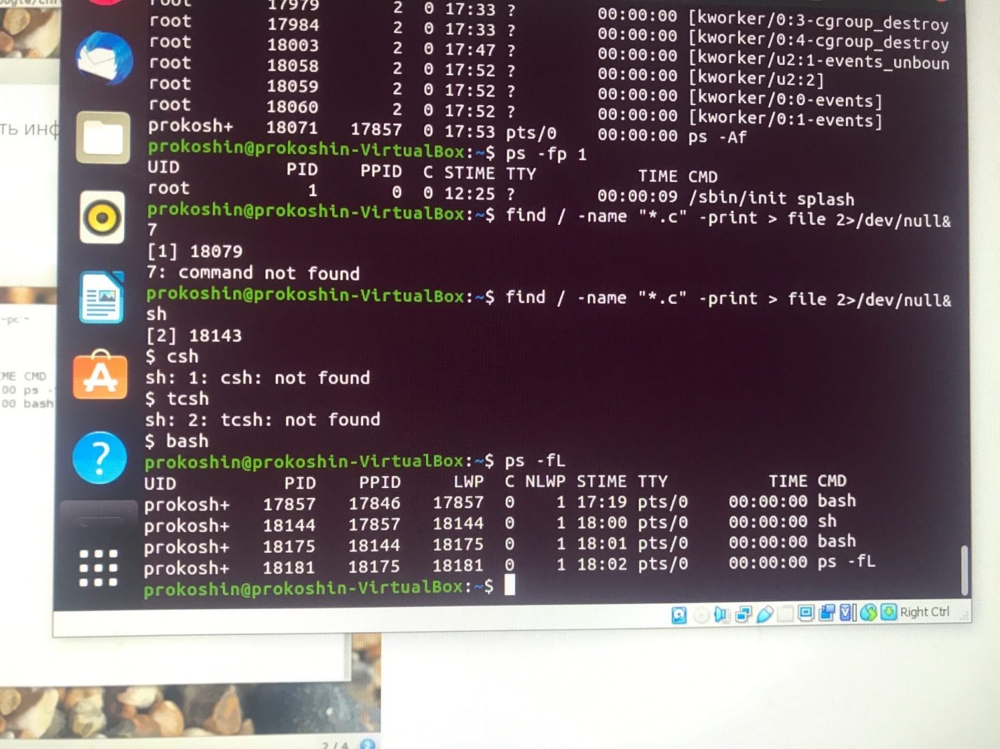 root 17979 2 0 17:33 ? 00:00:00 [kworker/0:3-cgroup_destroy
root 17984 2 0 17:33 ? 00:00:00 [kworker/0:4-cgroup_destroy
root 18003 2 0 17:47 ? 00:00:00 [kworker/u2:1-events_unboun
root 18058 2 0 17:52 ? 00:00:00 [kworker/u2:2]
root 18059 2 0 17:52 ? 00:00:00 [kworker/0:0-events]
root 18060 2 0 17:52 ? 00:00:00 [kworker/0:1-events]
prokosh+ 18071 17857 0 17:53 pts/0 00:00:00 ps -Af
prokoshin@prokoshin-VirtualBox:~$ ps -fp 1
UID PID PPID C STIME TTY TIME CMD
root 1 0 0 12:25 ? 00:00:09 /sbin/init splash
prokoshin@prokoshin-VirtualBox:~$ find / -name "*.c" -print > file 2>/dev/null&
7
[1] 18079
7: command not found
prokoshin@prokoshin-VirtualBox:~$ find / -name "*.c" -print > file 2>/dev/null&
sh
[2] 18143
$ csh
sh: 1: csh: not found
$ tcsh
sh: 2: tcsh: not found
$ bash
prokoshin@prokoshin-VirtualBox:~$ ps -fL
UID PID PPID LWP C NLWP STIME TTY TIME CMD
prokosh+ 17857 17846 17857 0 1 17:19 pts/0 00:00:00 bash
prokosh+ 18144 17857 18144 0 1 18:00 pts/0 00:00:00 sh
prokosh+ 18175 18144 18175 0 1 18:01 pts/0 00:00:00 bash
prokosh+ 18181 18175 18181 0 1 18:02 pts/0 00:00:00 ps -fL
prokoshin@prokoshin-VirtualBox:~$
Right Ctrl
ть инф
-pc-
ME CMD
00 ps -
00 bash
2 / 4